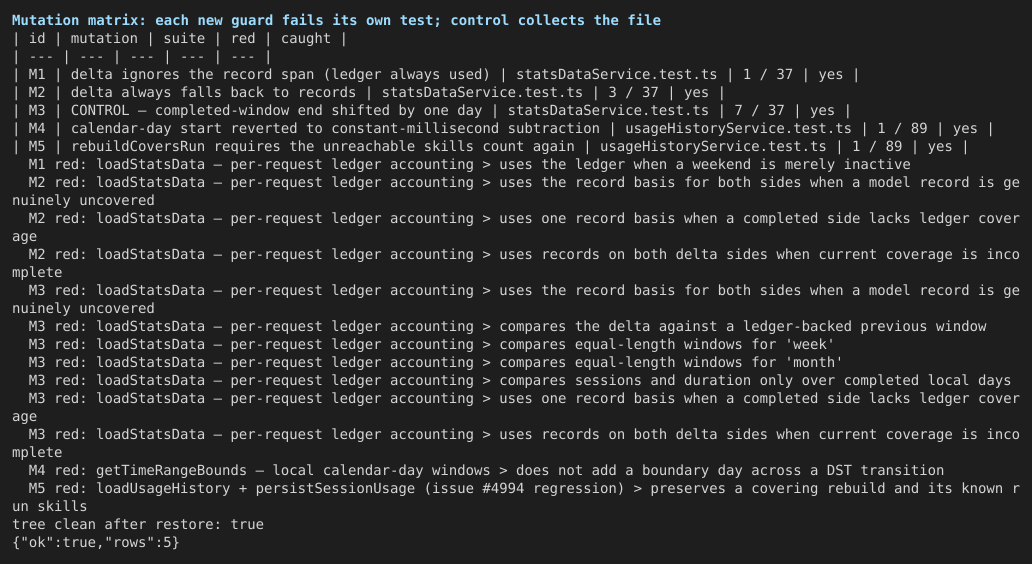 Mutation matrix: each new guard fails its own test; control collects the file
| id | mutation | suite | red | caught |
| --- | --- | --- | --- | --- |
| M1 | delta ignores the record span (ledger always used) | statsDataService.test.ts | 1 / 37 | yes |
| M2 | delta always falls back to records | statsDataService.test.ts | 3 / 37 | yes |
| M3 | CONTROL — completed-window end shifted by one day | statsDataService.test.ts | 7 / 37 | yes |
| M4 | calendar-day start reverted to constant-millisecond subtraction | usageHistoryService.test.ts | 1 / 89 | yes |
| M5 | rebuildCoversRun requires the unreachable skills count again | usageHistoryService.test.ts | 1 / 89 | yes |
  M1 red: loadStatsData — per-request ledger accounting > uses the ledger when a weekend is merely inactive
  M2 red: loadStatsData — per-request ledger accounting > uses the record basis for both sides when a model record is ge
nuinely uncovered
  M2 red: loadStatsData — per-request ledger accounting > uses one record basis when a completed side lacks ledger cover
age
  M2 red: loadStatsData — per-request ledger accounting > uses records on both delta sides when current coverage is inco
mplete
  M3 red: loadStatsData — per-request ledger accounting > uses the record basis for both sides when a model record is ge
nuinely uncovered
  M3 red: loadStatsData — per-request ledger accounting > compares the delta against a ledger-backed previous window
  M3 red: loadStatsData — per-request ledger accounting > compares equal-length windows for 'week'
  M3 red: loadStatsData — per-request ledger accounting > compares equal-length windows for 'month'
  M3 red: loadStatsData — per-request ledger accounting > compares sessions and duration only over completed local days
  M3 red: loadStatsData — per-request ledger accounting > uses one record basis when a completed side lacks ledger cover
age
  M3 red: loadStatsData — per-request ledger accounting > uses records on both delta sides when current coverage is inco
mplete
  M4 red: getTimeRangeBounds — local calendar-day windows > does not add a boundary day across a DST transition
  M5 red: loadUsageHistory + persistSessionUsage (issue #4994 regression) > preserves a covering rebuild and its known r
un skills
tree clean after restore: true
{"ok":true,"rows":5}